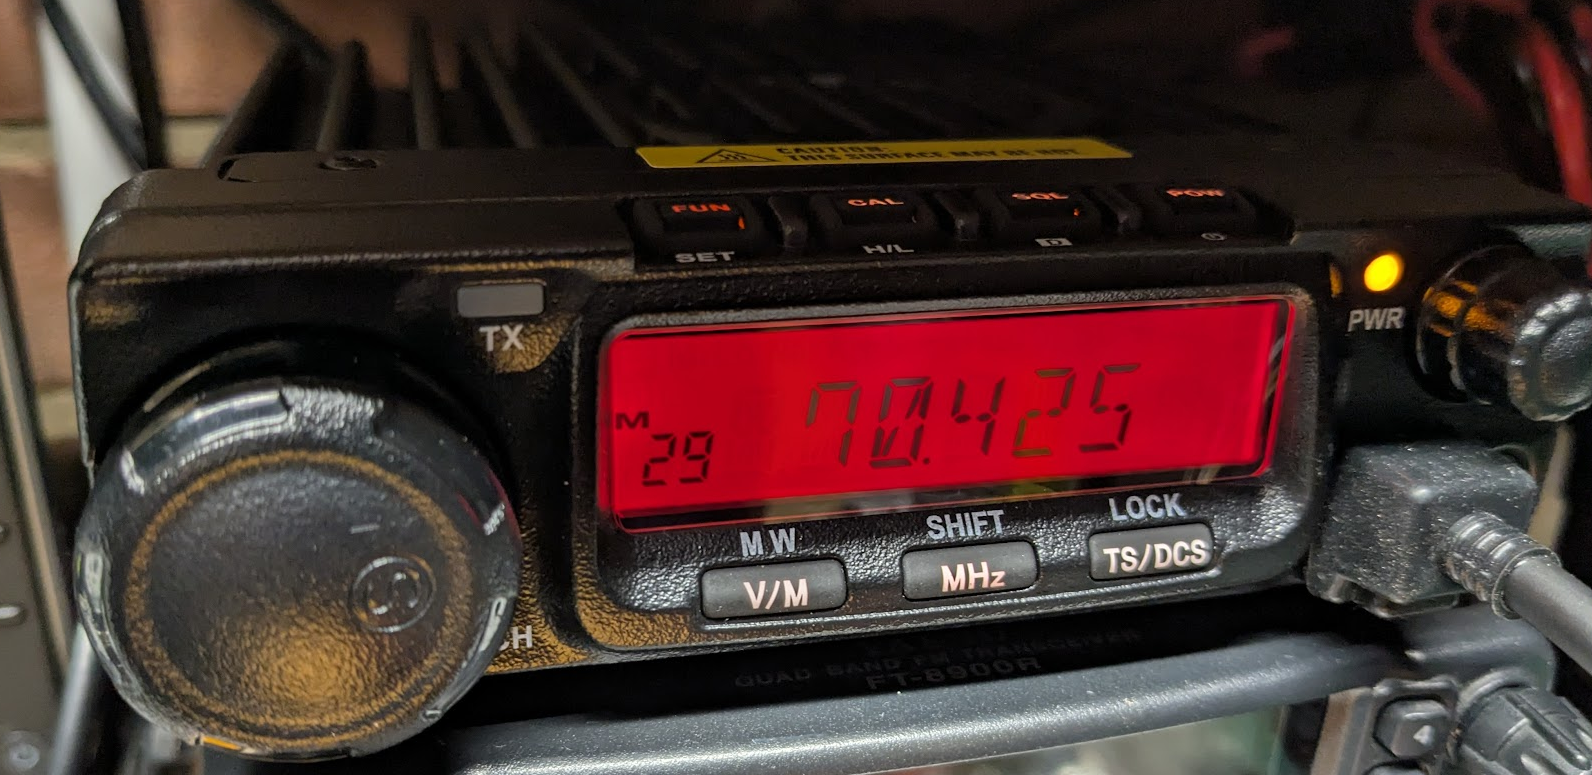 CAUTION:
THIS SURFACE MAY BE HOT.
FUN CAL SQL POW
SET H/L D
TX
PWR
M
29 70.425
MW SHIFT LOCK
V/M MHz TS/DCS
CH
QUAD BAND FM TRANSCEIVER
FT-8900R